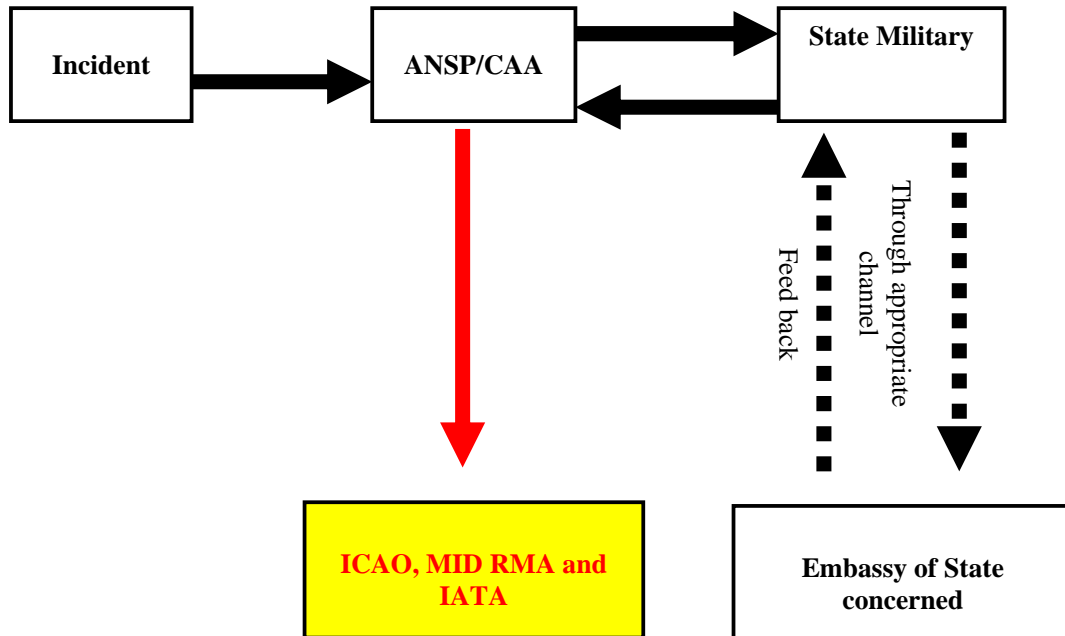 Incident
ANSP/CAA
State Military
Feed back
Through appropriate
channel
ICAO, MID RMA and
IATA
Embassy of State
concerned